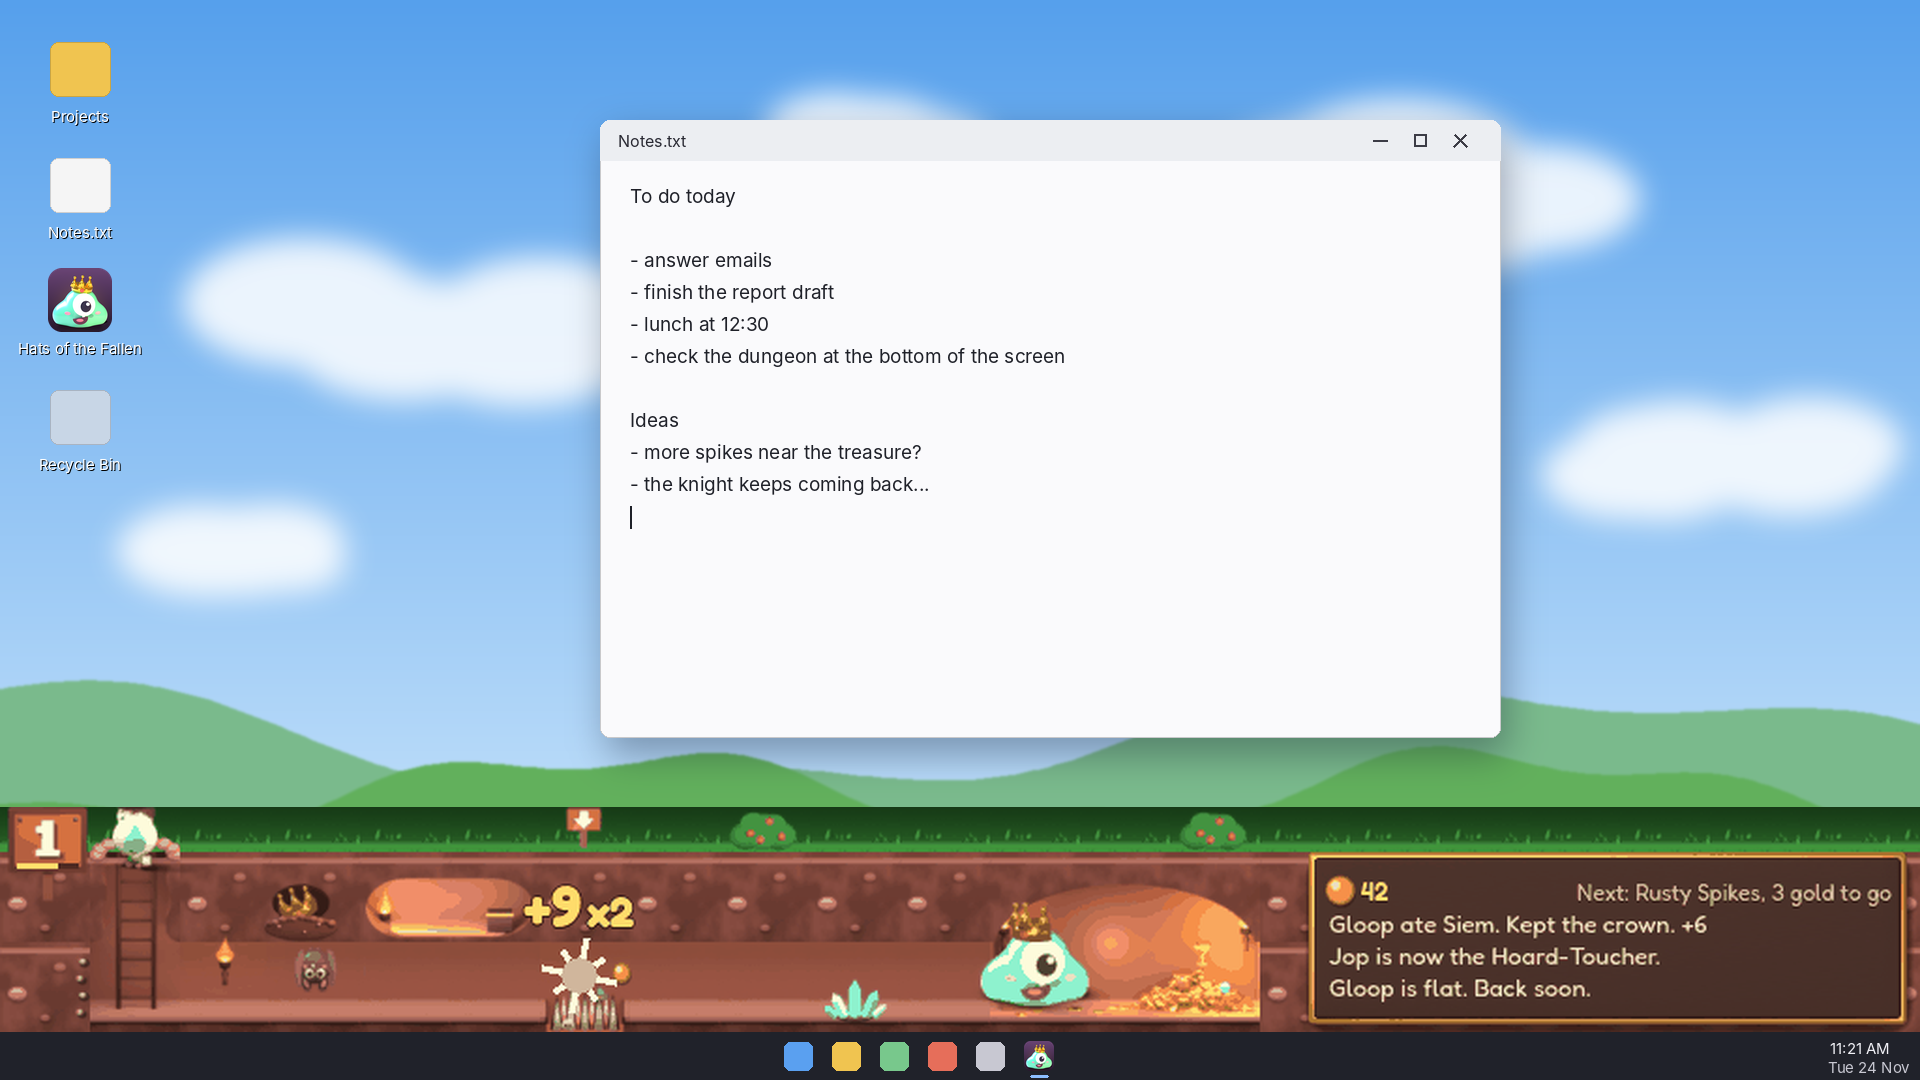 Projects
Notes.txt
Hats of the Fallen
Recycle Bin
Notes.txt
To do today
- answer emails
- finish the report draft
- lunch at 12:30
- check the dungeon at the bottom of the screen
Ideas
- more spikes near the treasure?
- the knight keeps coming back...
1
+9 x2
42
Next: Rusty Spikes, 3 gold to go
Gloop ate Siem. Kept the crown. +6
Jop is now the Hoard-Toucher.
Gloop is flat. Back soon.
11:21 AM
Tue 24 Nov